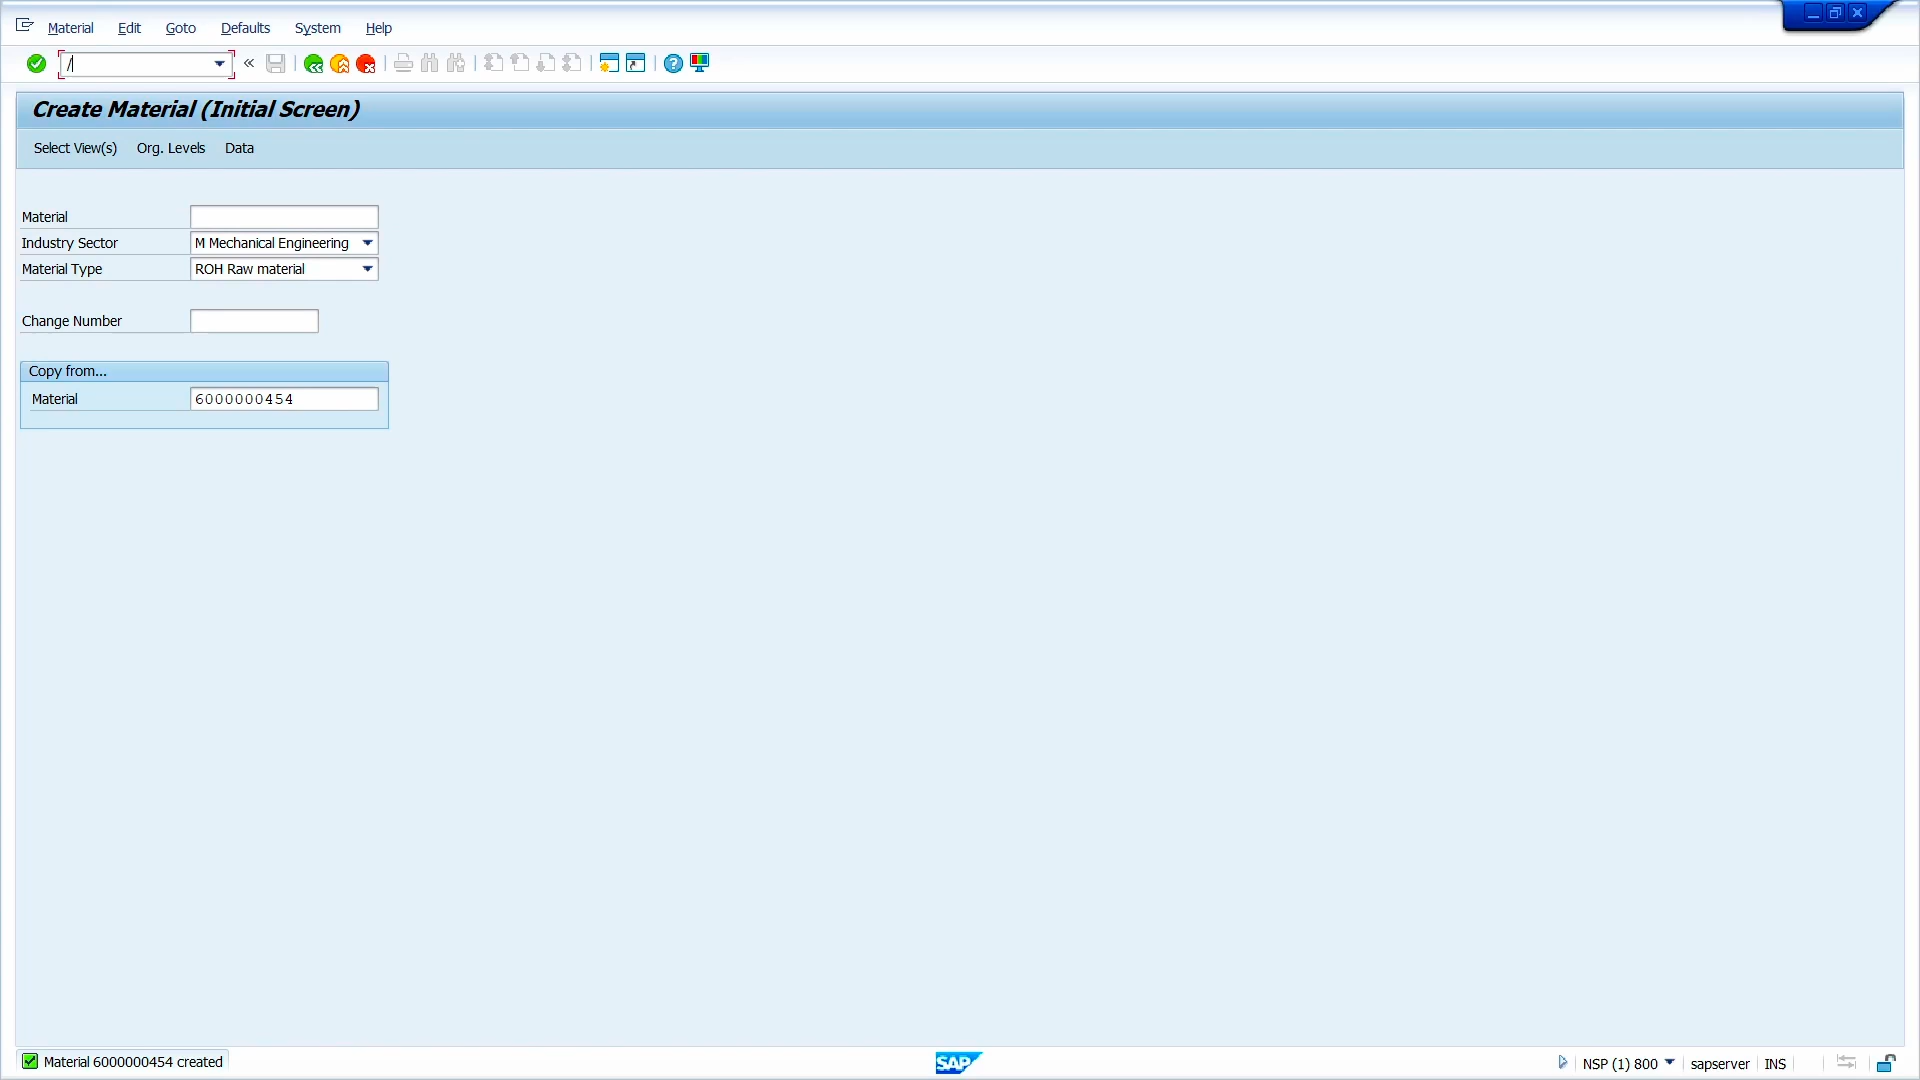 Material Edit Goto Defaults System Help
/
Create Material (Initial Screen)
Select View(s) Org. Levels Data
Material
Industry Sector M Mechanical Engineering
Material Type ROH Raw material
Change Number
Copy from...
Material 6000000454
Material 6000000454 created
SAP
NSP (1) 800 sapserver INS